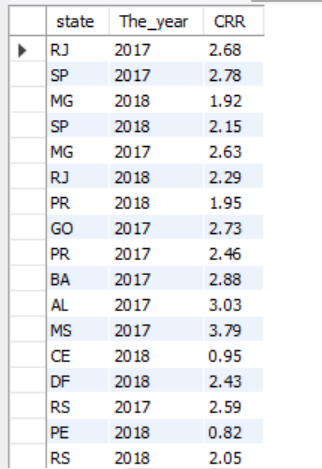 state The_year CRR
RJ 2017 2.68
SP 2017 2.78
MG 2018 1.92
SP 2018 2.15
MG 2017 2.63
RJ 2018 2.29
PR 2018 1.95
GO 2017 2.73
PR 2017 2.46
BA 2017 2.88
AL 2017 3.03
MS 2017 3.79
CE 2018 0.95
DF 2018 2.43
RS 2017 2.59
PE 2018 0.82
RS 2018 2.05